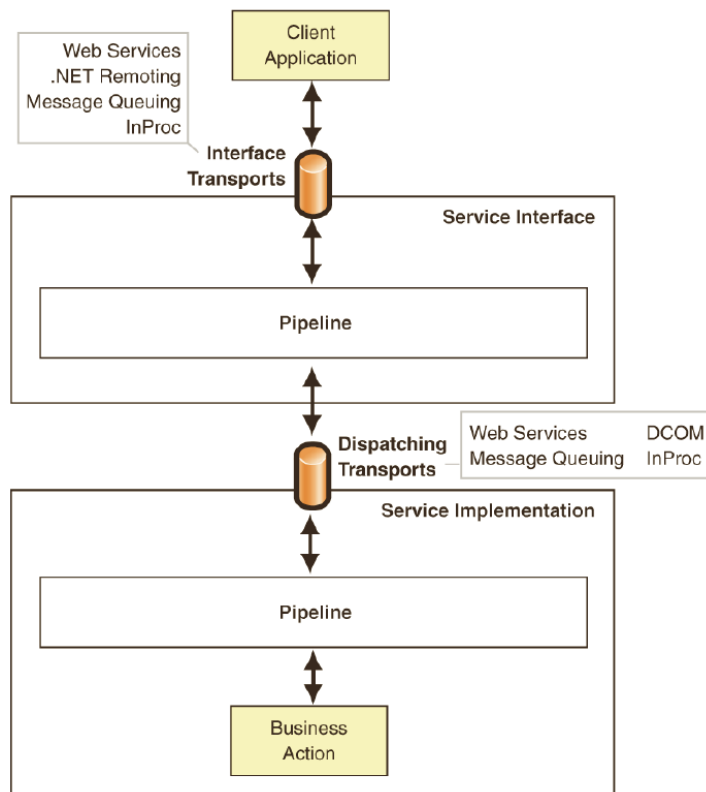 Client
Application
Web Services
.NET Remoting
Message Queuing
InProc
Interface
Transports
Service Interface
Pipeline
Dispatching
Transports
Web Services DCOM
Message Queuing InProc
Service Implementation
Pipeline
Business
Action